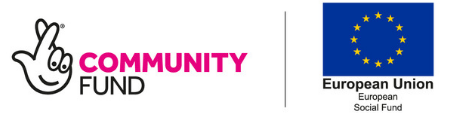 COMMUNITY
FUND
European Union
European
Social Fund